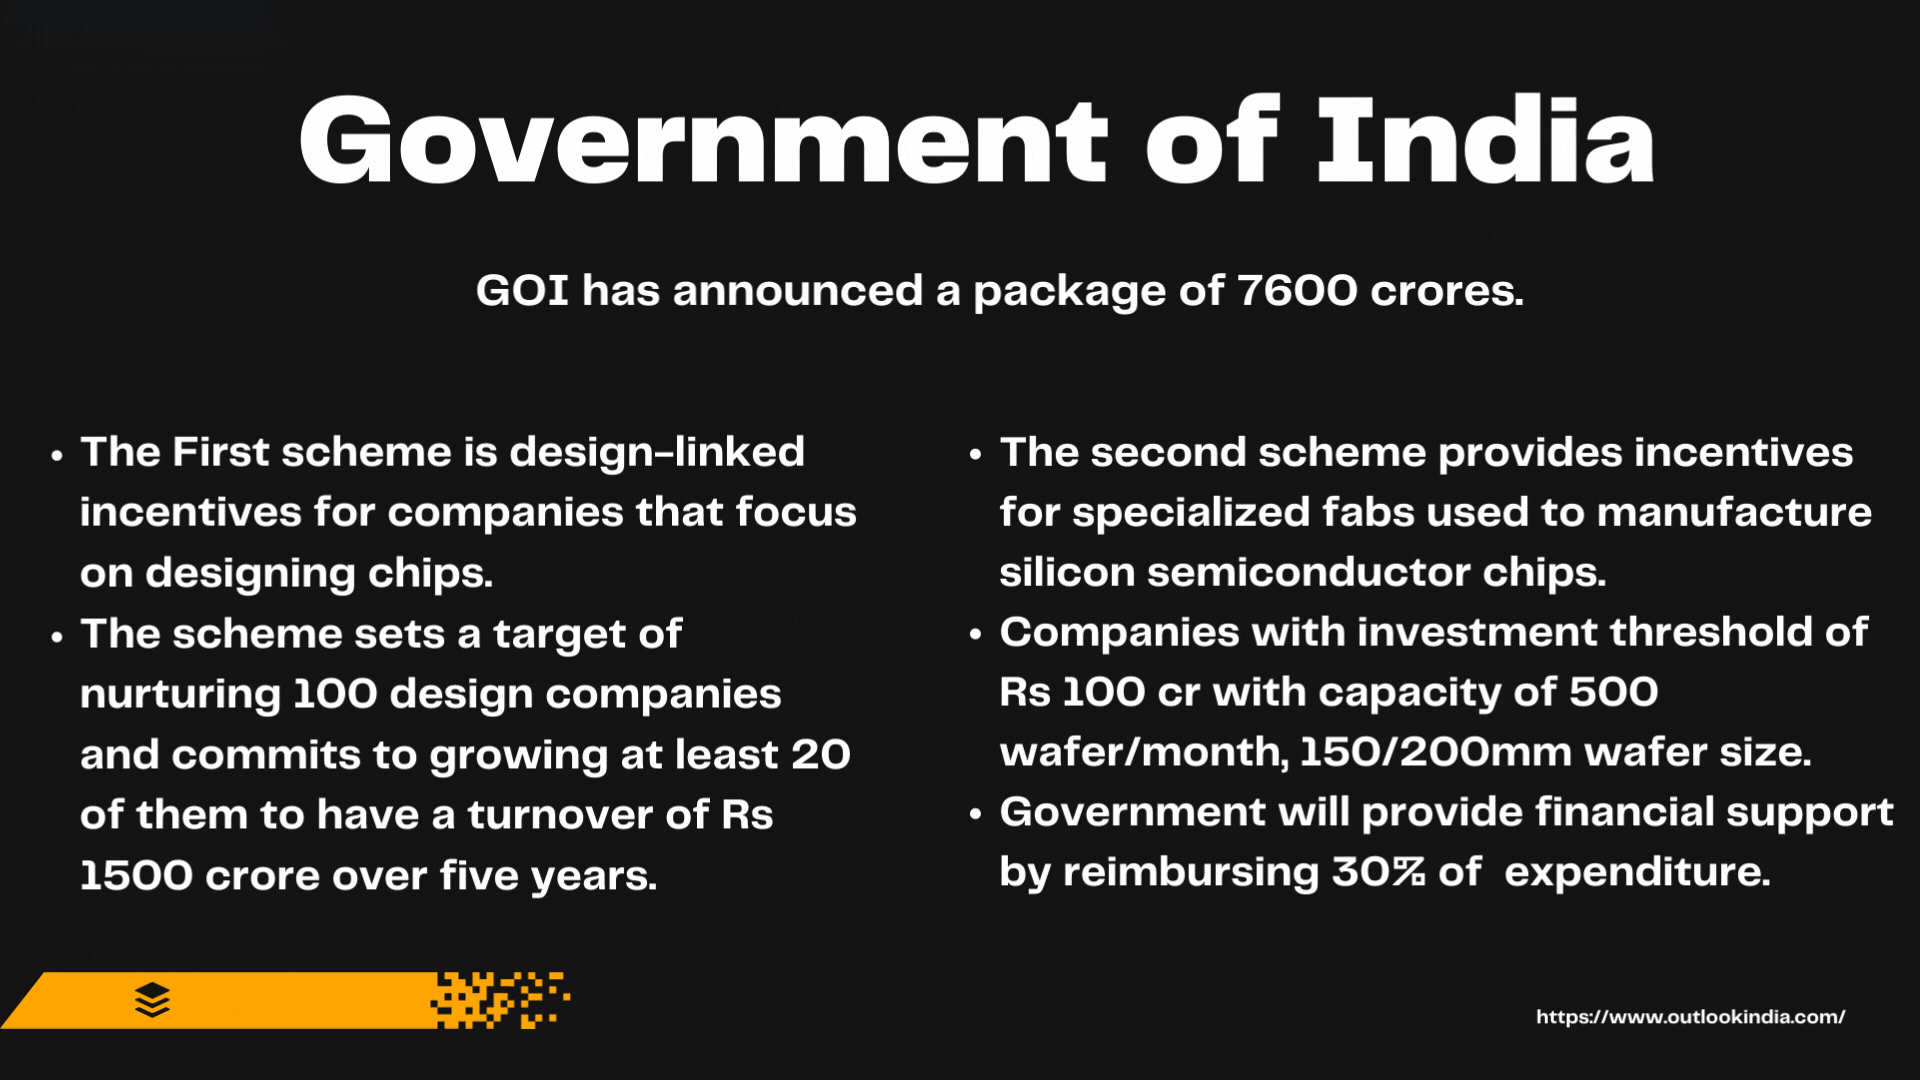 Government of India
GOI has announced a package of 7600 crores.
• The First scheme is design-linked
incentives for companies that focus
on designing chips.
• The scheme sets a target of
nurturing 100 design companies
and commits to growing at least 20
of them to have a turnover of Rs
1500 crore over five years.
• The second scheme provides incentives
for specialized fabs used to manufacture
silicon semiconductor chips.
• Companies with investment threshold of
Rs 100 cr with capacity of 500
wafer/month, 150/200mm wafer size.
• Government will provide financial support
by reimbursing 30% of  expenditure.
https://www.outlookindia.com/